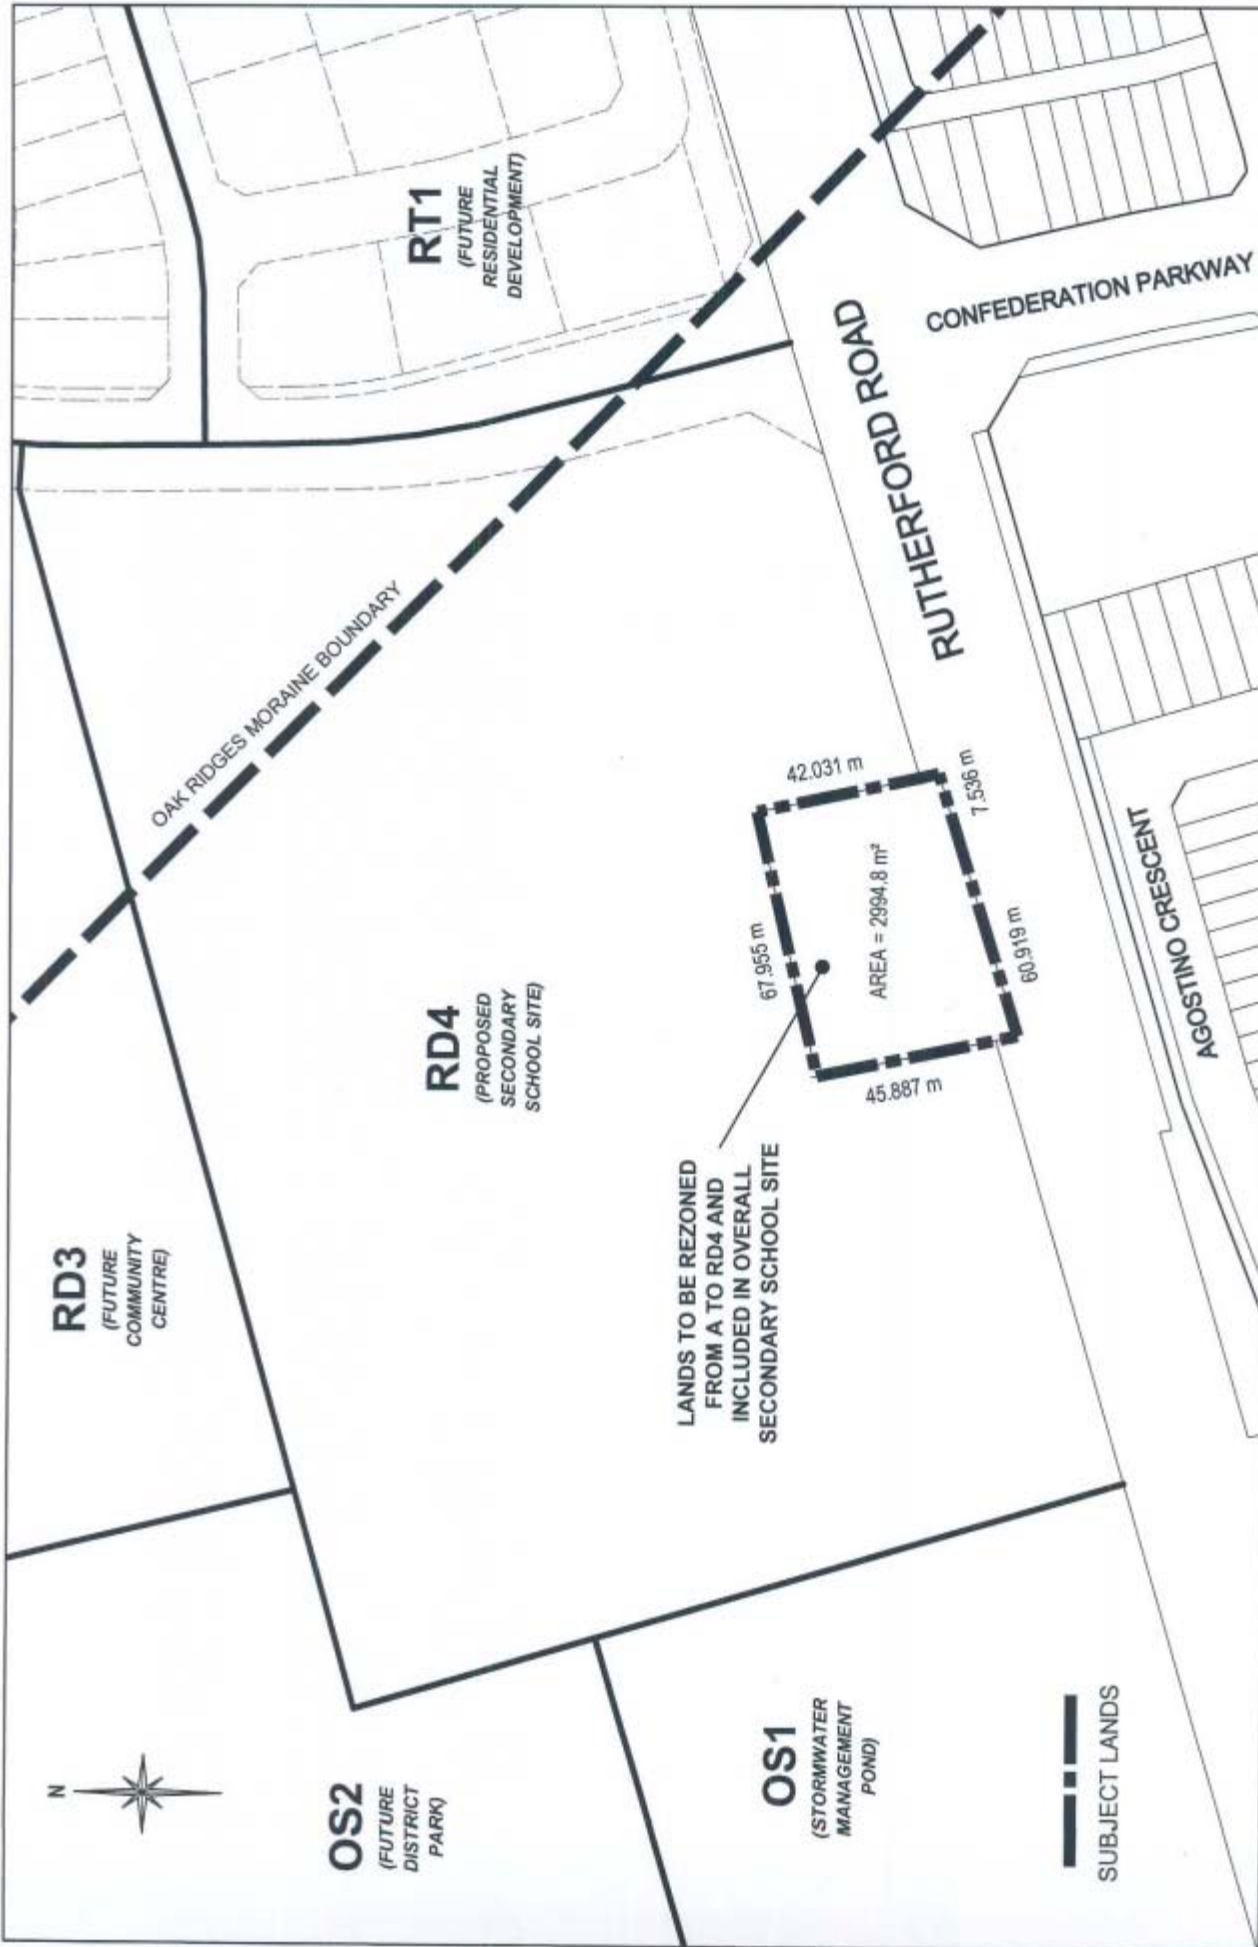 N
OS2
(FUTURE
DISTRICT
PARK)
RD3
(FUTURE
COMMUNITY
CENTRE)
OAK RIDGES MORAINE BOUNDARY
RT1
(FUTURE
RESIDENTIAL
DEVELOPMENT)
RD4
(PROPOSED
SECONDARY
SCHOOL SITE)
OS1
(STORMWATER
MANAGEMENT
POND)
LANDS TO BE REZONED
FROM A TO RD4 AND
INCLUDED IN OVERALL
SECONDARY SCHOOL SITE
67.955 m
42.031 m
45.887 m
AREA = 2994.8 m²
7.536 m
60.919 m
RUTHERFORD ROAD
CONFEDERATION PARKWAY
AGOSTINO CRESCENT
SUBJECT LANDS